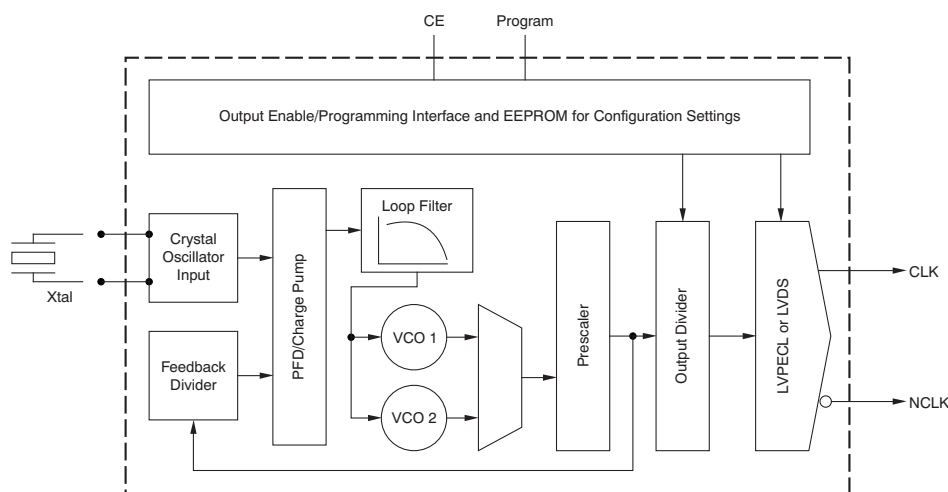 CE
Program
Output Enable/Programming Interface and EEPROM for Configuration Settings
Xtal
Crystal
Oscillator
Input
Feedback
Divider
PFD/Charge Pump
Loop Filter
VCO 1
VCO 2
Prescaler
Output Divider
LVPECL or LVDS
CLK
NCLK